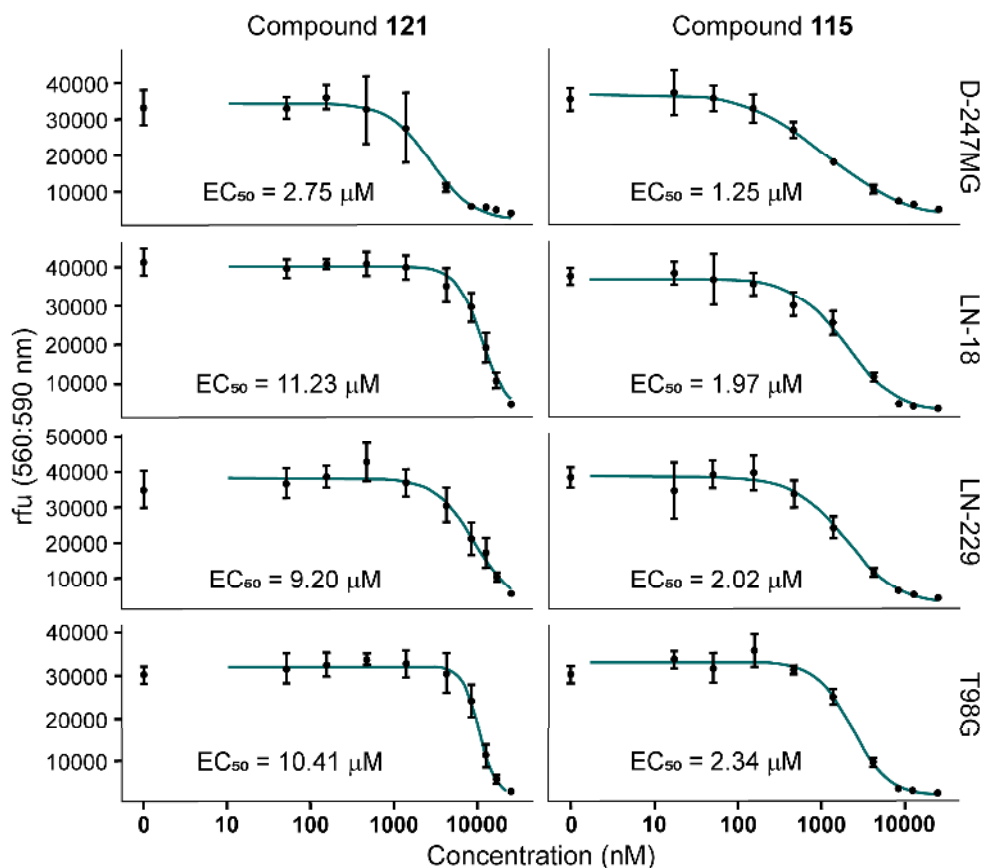 Compound 121
Compound 115
40000
30000
20000
10000
EC₅₀ = 2.75 μM
EC₅₀ = 1.25 μM
D-247MG
40000
30000
20000
10000
EC₅₀ = 11.23 μM
EC₅₀ = 1.97 μM
LN-18
rfu (560:590 nm)
50000
40000
30000
20000
10000
EC₅₀ = 9.20 μM
EC₅₀ = 2.02 μM
LN-229
40000
30000
20000
10000
EC₅₀ = 10.41 μM
EC₅₀ = 2.34 μM
T98G
0 10 100 1000 10000
0 10 100 1000 10000
Concentration (nM)